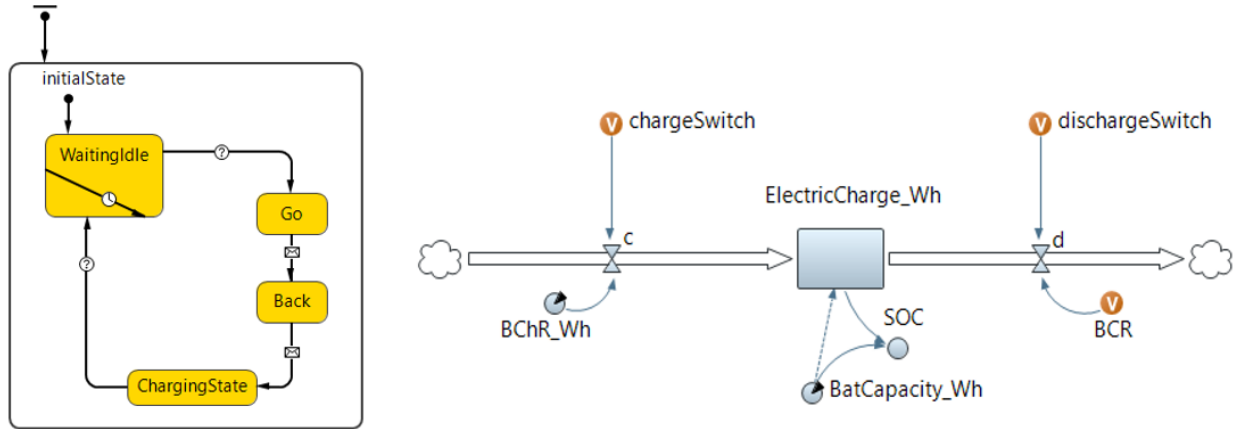 initialState
WaitingIdle
?
Go
Back
?
ChargingState
V chargeSwitch
V dischargeSwitch
ElectricCharge_Wh
c
d
BChR_Wh
SOC
V
BCR
BatCapacity_Wh